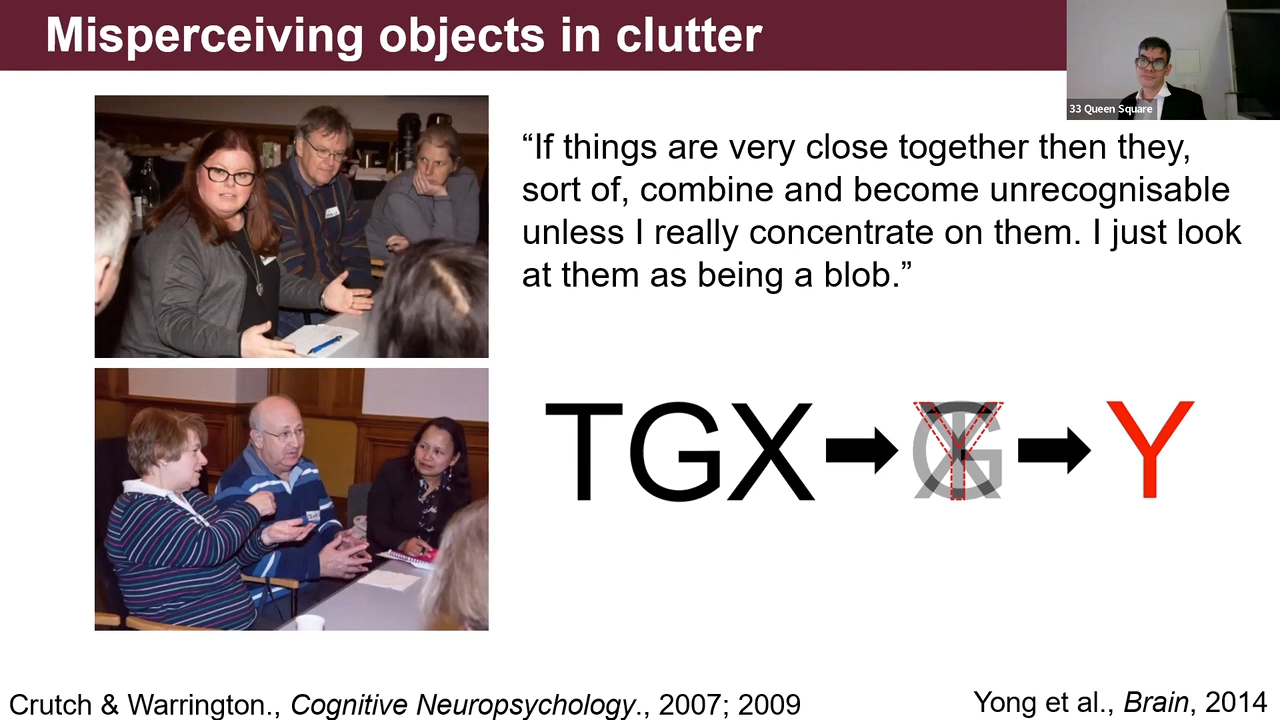 Misperceiving objects in clutter
33 Queen Square
“If things are very close together then they,
sort of, combine and become unrecognisable
unless I really concentrate on them. I just look
at them as being a blob.”
TGX Y
Crutch & Warrington., Cognitive Neuropsychology., 2007; 2009
Yong et al., Brain, 2014